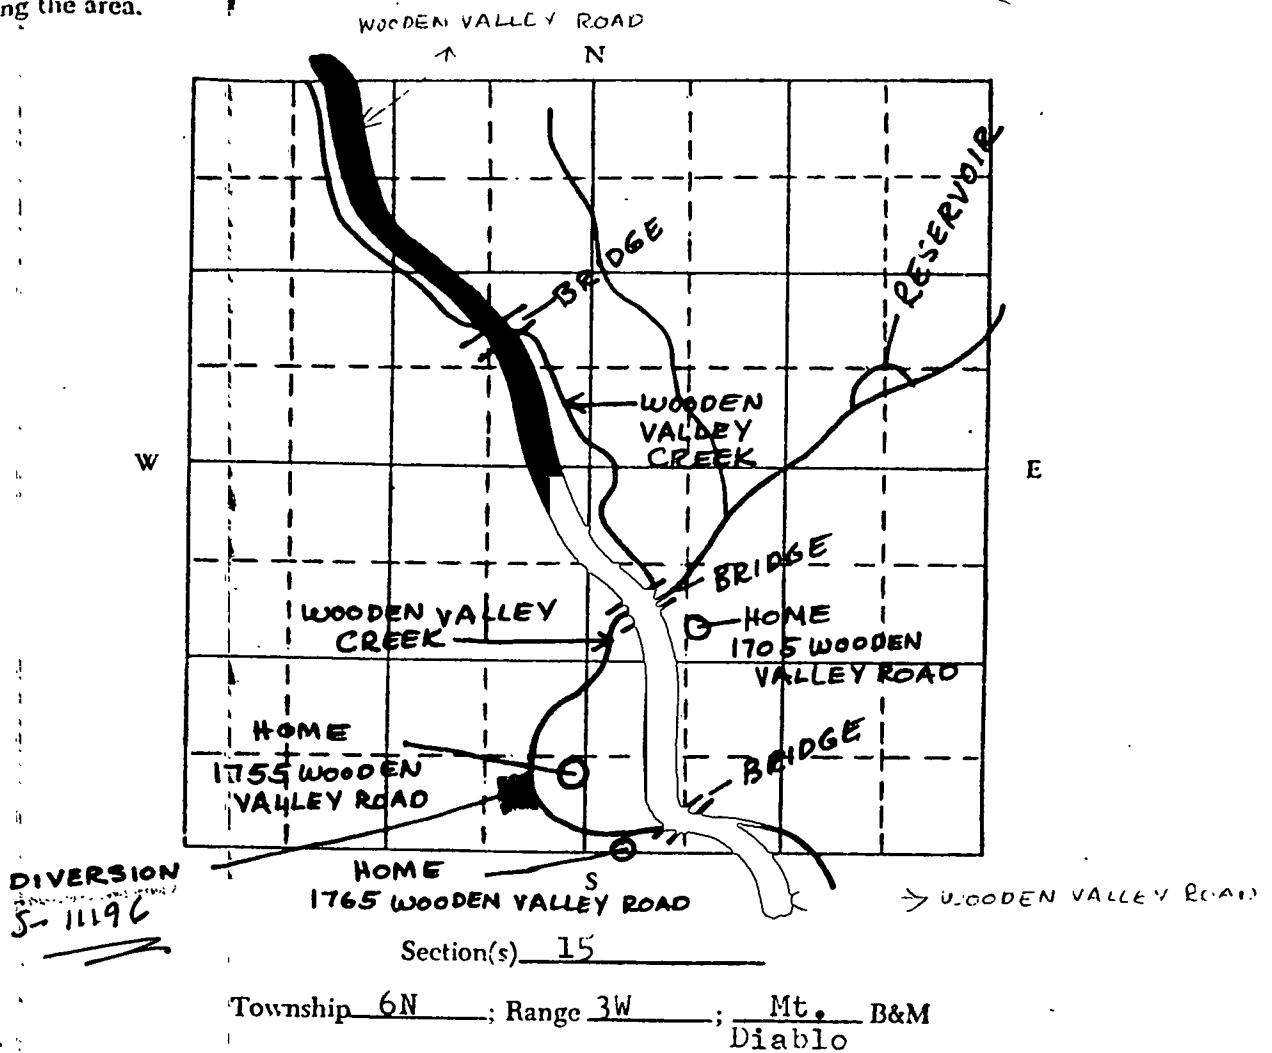 ng the area.
WOODEN VALLEY ROAD
N
BRIDGE
RESERVOIR
WOODEN
VALLEY
CREEK
W
E
BRIDGE
WOODEN VALLEY
CREEK
HOME
1705 WOODEN
VALLEY ROAD
HOME
1755 WOODEN
VALLEY ROAD
BRIDGE
DIVERSION
HOME
S
1765 WOODEN VALLEY ROAD
WOODEN VALLEY ROAD
Section(s) 15
Township 6N ; Range 3W ; Mt. B&M
Diablo